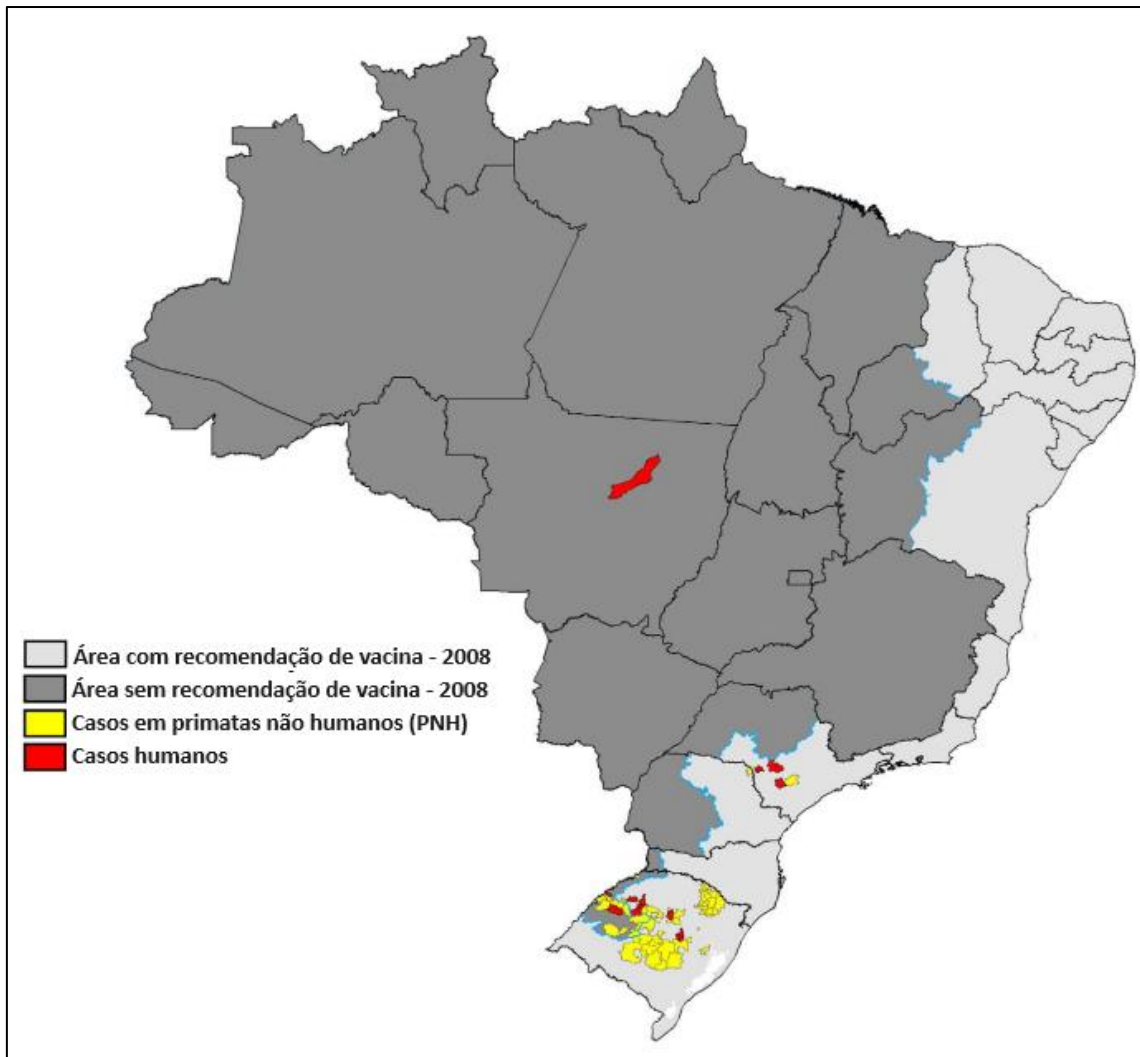 Área com recomendação de vacina - 2008
Área sem recomendação de vacina - 2008
Casos em primatas não humanos (PNH)
Casos humanos